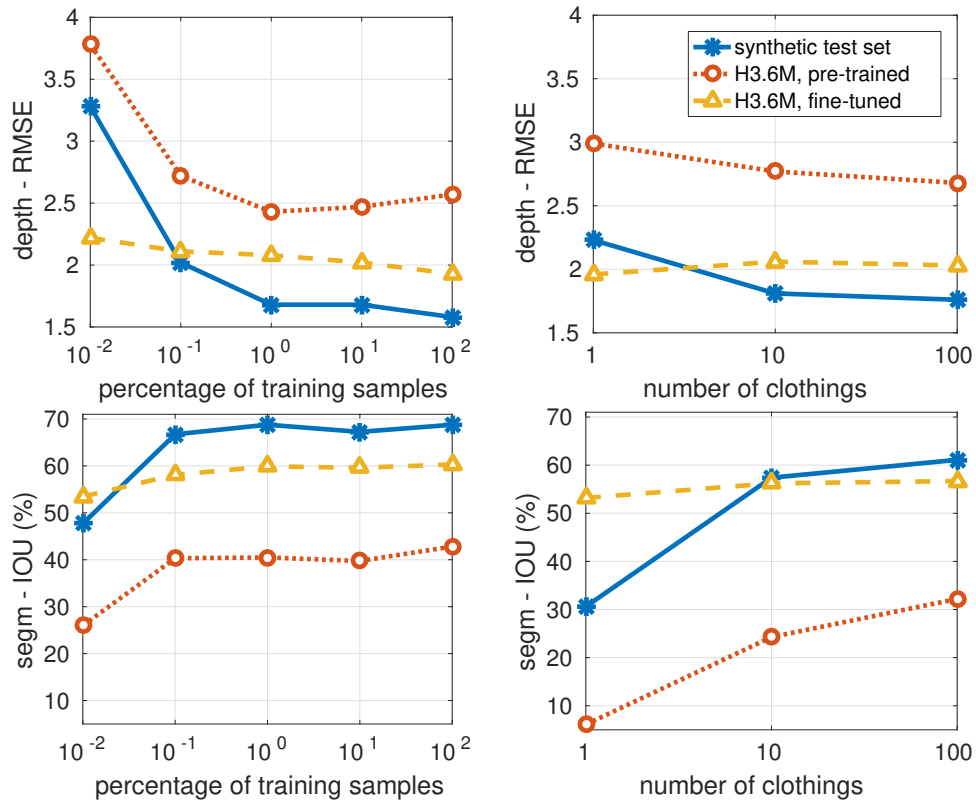 4
3.5
3
2.5
2
1.5
depth - RMSE
10^-2 10^-1 10^0 10^1 10^2
percentage of training samples
4
3.5
3
2.5
2
1.5
depth - RMSE
synthetic test set
H3.6M, pre-trained
H3.6M, fine-tuned
1 10 100
number of clothings
70
60
50
40
30
20
10
segm - IOU (%)
10^-2 10^-1 10^0 10^1 10^2
percentage of training samples
70
60
50
40
30
20
10
segm - IOU (%)
1 10 100
number of clothings